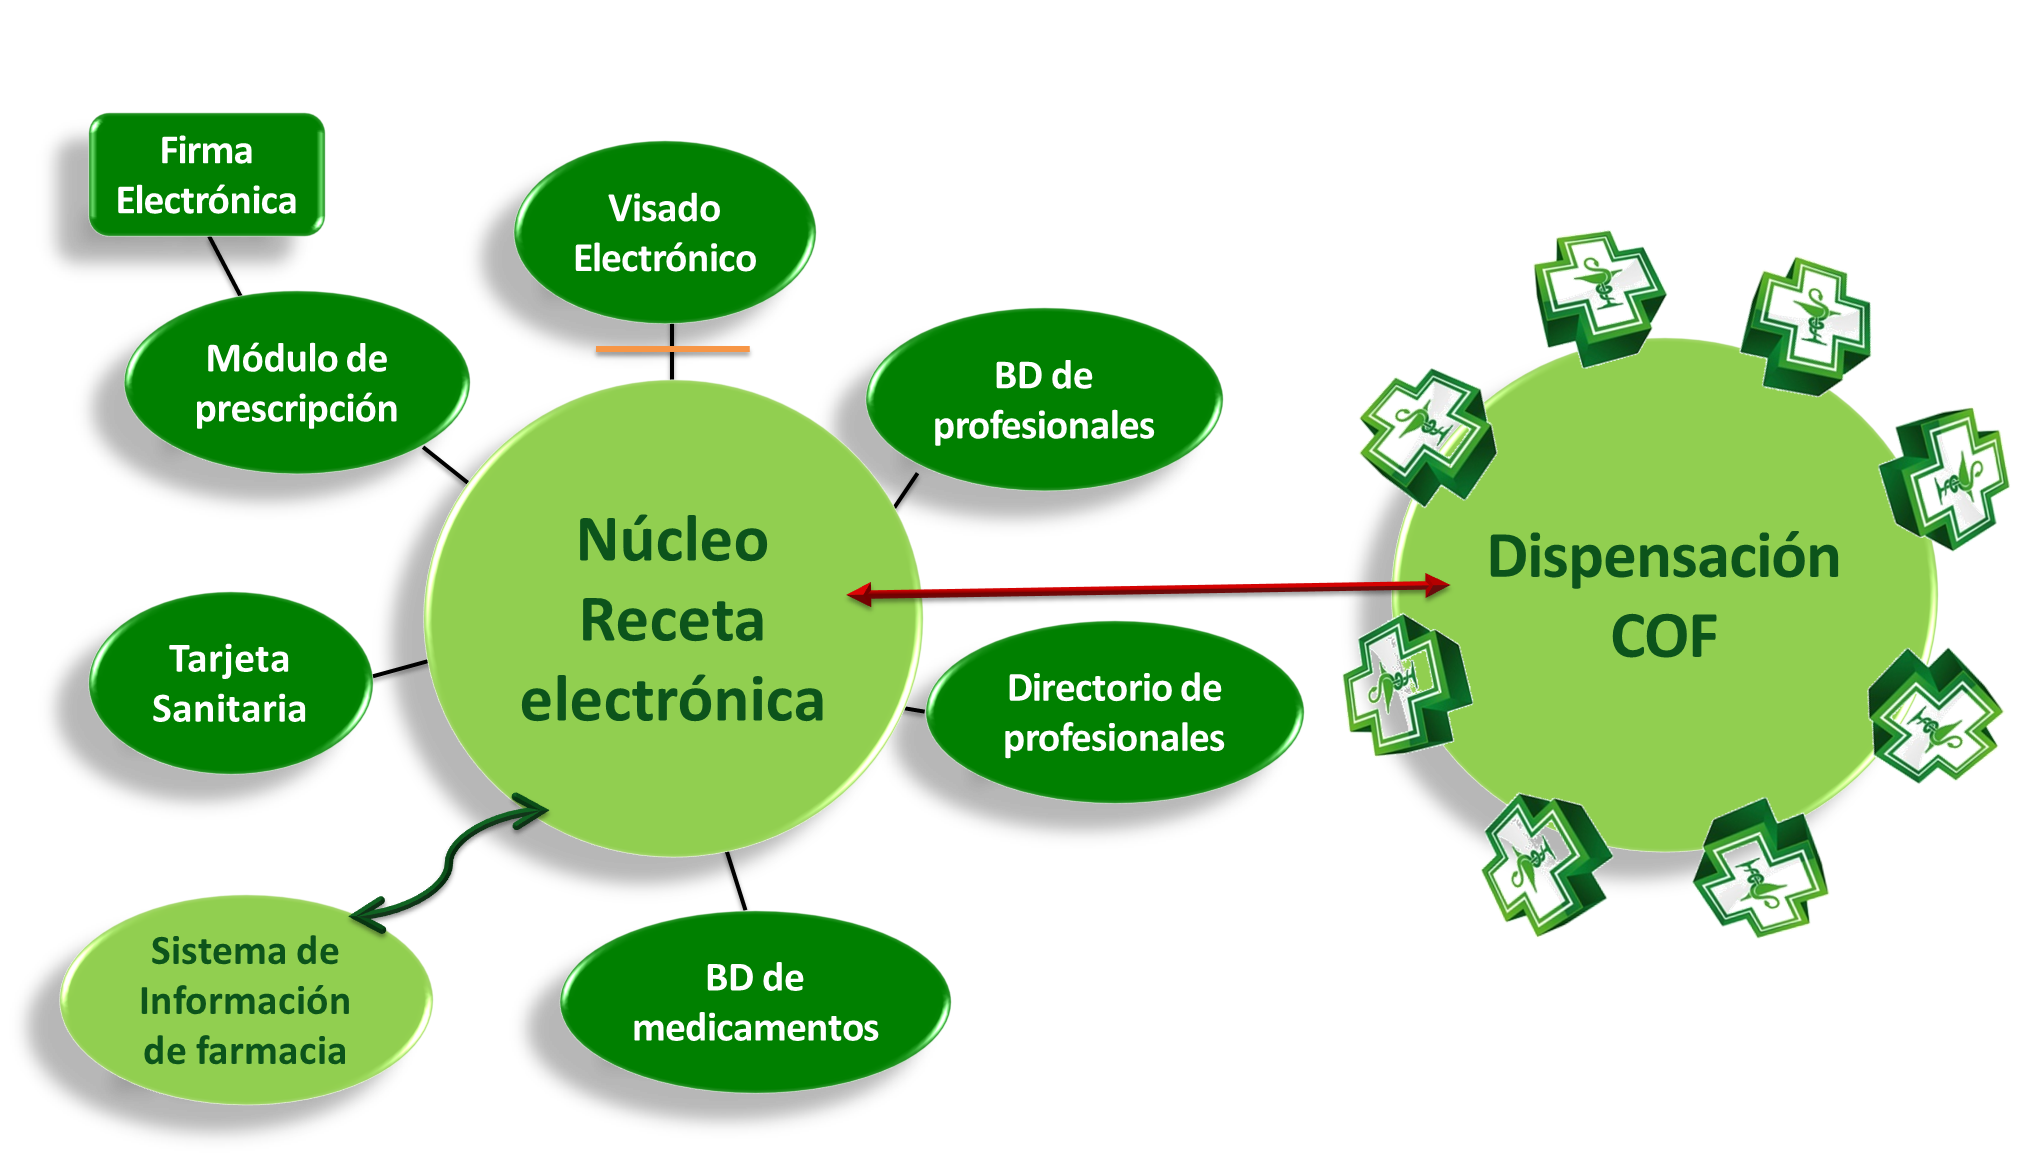 Firma
Electrónica
Visado
Electrónico
Módulo de
prescripción
BD de
profesionales
Núcleo
Receta
electrónica
Dispensación
COF
Tarjeta
Sanitaria
Directorio de
profesionales
Sistema de
Información
de farmacia
BD de
medicamentos